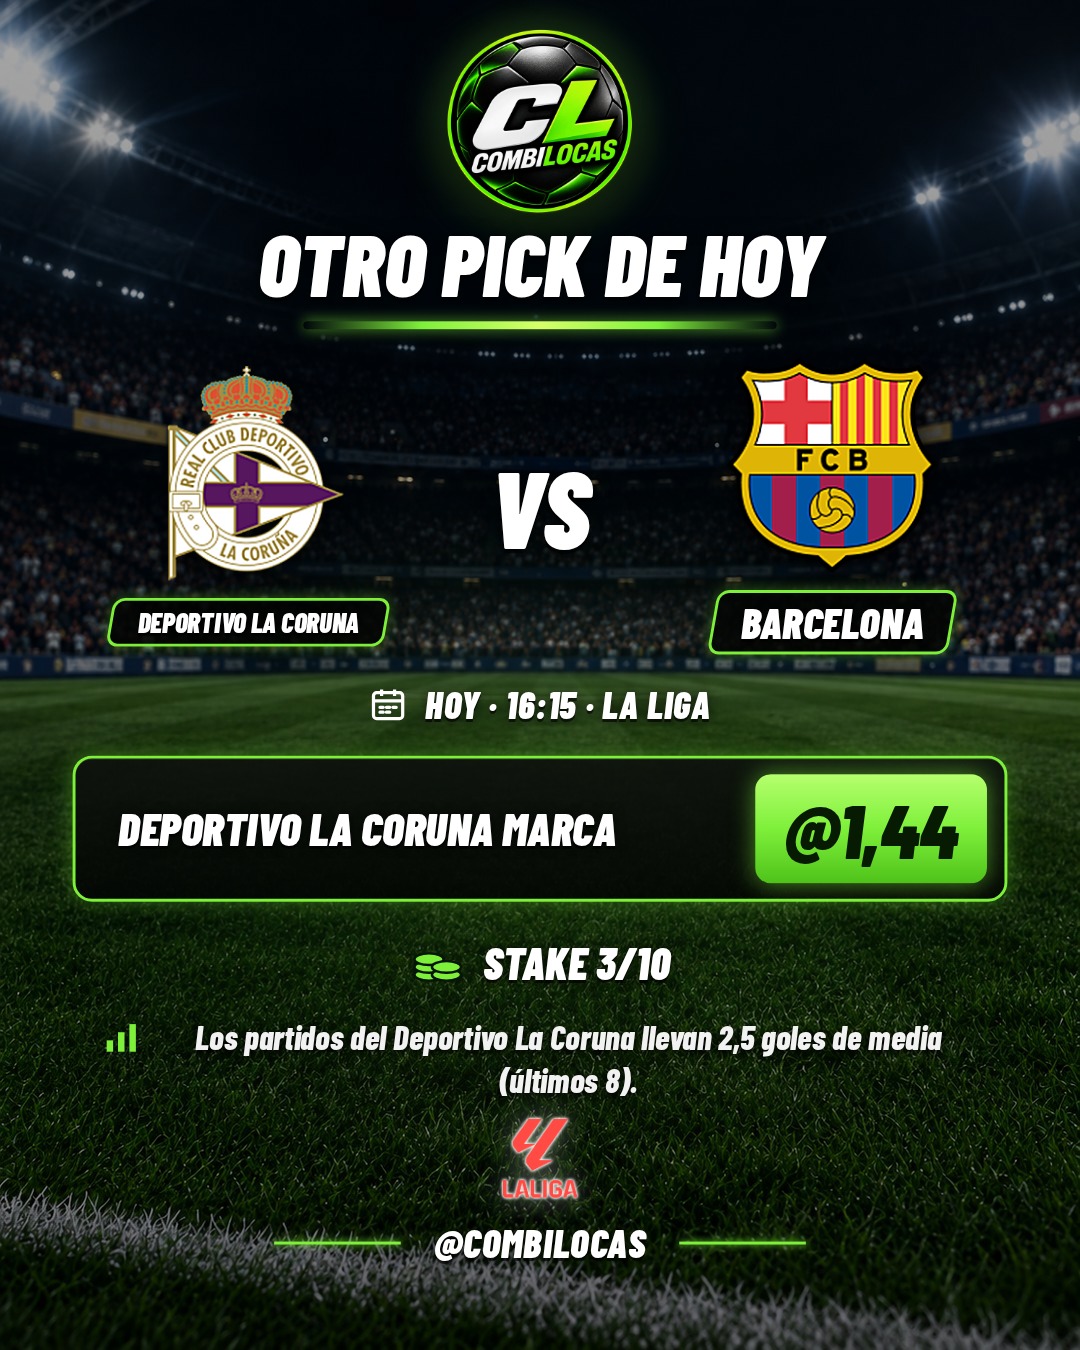 CL
COMBILOCAS
OTRO PICK DE HOY
REAL CLUB DEPORTIVO
LA CORUÑA
FCB
VS
DEPORTIVO LA CORUNA
BARCELONA
HOY · 16:15 · LA LIGA
DEPORTIVO LA CORUNA MARCA
@1,44
STAKE 3/10
Los partidos del Deportivo La Coruna llevan 2,5 goles de media
(últimos 8).
LALIGA
@COMBILOCAS